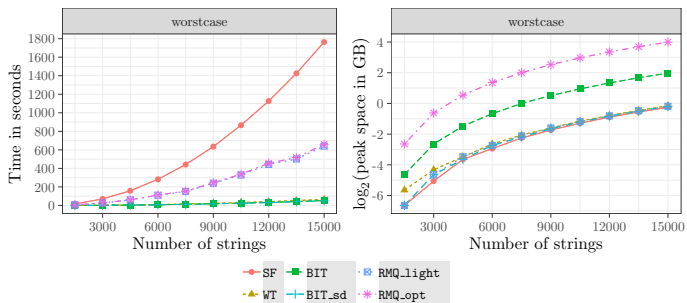 worstcase
worstcase
1800
1600
1400
1200
1000
800
600
400
200
0
Time in seconds
3000 6000 9000 12000 15000
Number of strings
4
2
0
-2
-4
-6
log2(peak space in GB)
3000 6000 9000 12000 15000
Number of strings
SF BIT RMQ_light
WT BIT_sd RMQ_opt